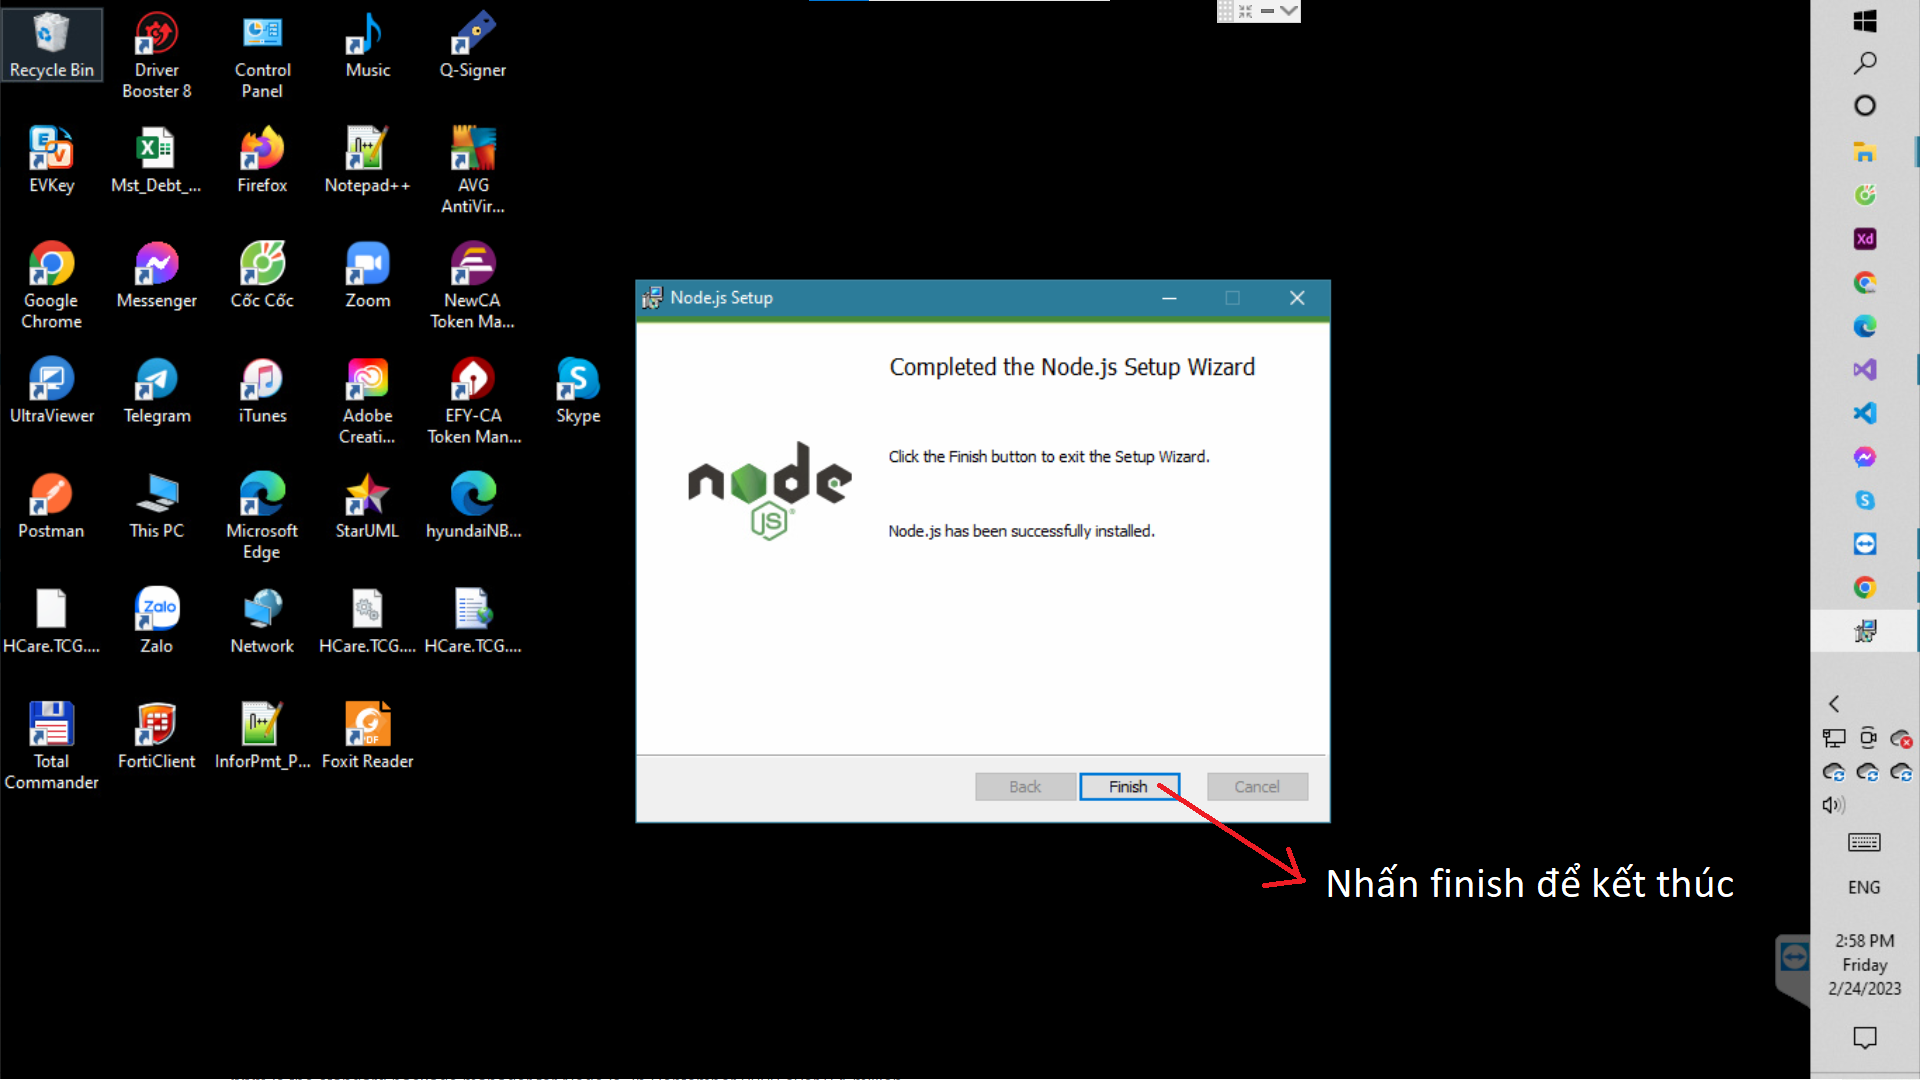 Recycle Bin
Driver
Booster 8
Control
Panel
Music
Q-Signer
EVKey
Mst_Debt_...
Firefox
Notepad++
AVG
AntiVir...
Google
Chrome
Messenger
Cốc Cốc
Zoom
NewCA
Token Ma...
UltraViewer
Telegram
iTunes
Adobe
Creati...
EFY-CA
Token Man...
Skype
Postman
This PC
Microsoft
Edge
StarUML
hyundaiNB...
HCare.TCG....
Zalo
Zalo
Network
HCare.TCG....
HCare.TCG....
Total
Commander
FortiClient
InforPmt_P...
Foxit Reader
Node.js Setup
Completed the Node.js Setup Wizard
node
JS
Click the Finish button to exit the Setup Wizard.
Node.js has been successfully installed.
Back
Finish
Cancel
Nhấn finish để kết thúc
Xd
ENG
2:58 PM
Friday
2/24/2023